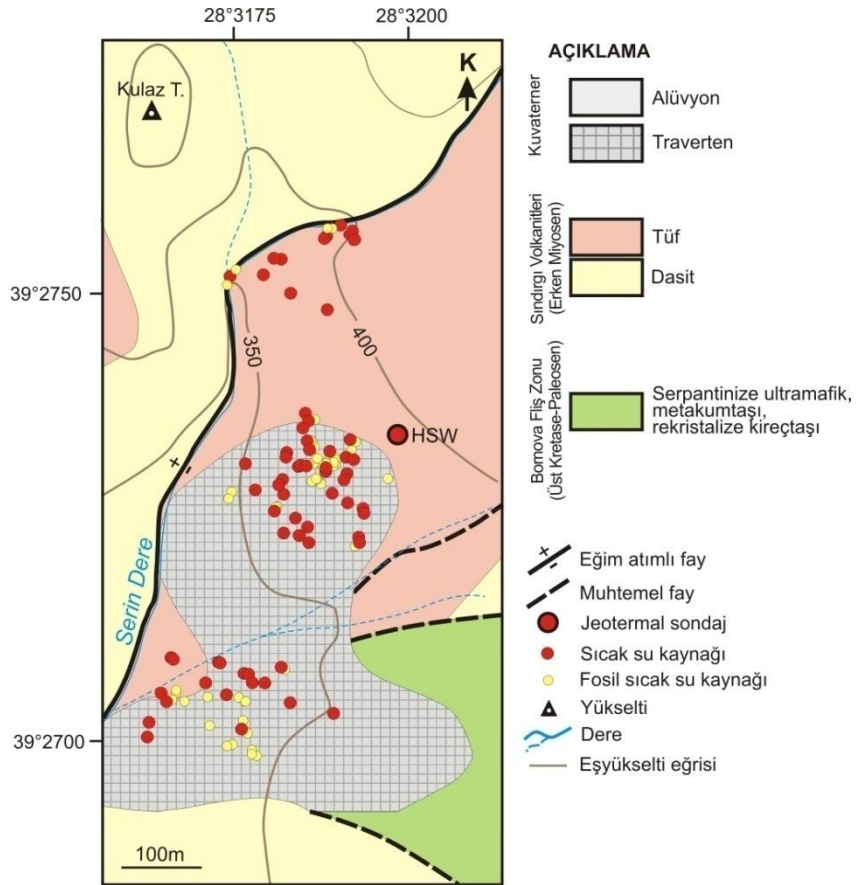 28°3175
28°3200
39°2750
39°2700
K
Kulaz T.
350
400
HSW
Serin Dere
+
-
100m
AÇIKLAMA
Kuvaterner
Alüvyon
Traverten
Sındırgı Volkanitleri
(Erken Miyosen)
Tüf
Dasit
Bornova Fliş Zonu
(Üst Kretase-Paleosen)
Serpantinize ultramafik,
metakumtaşı,
rekristalize kireçtaşı
+
-
Eğim atımlı fay
Muhtemel fay
Jeotermal sondaj
Sıcak su kaynağı
Fosil sıcak su kaynağı
Yükselti
Dere
Eşyükselti eğrisi